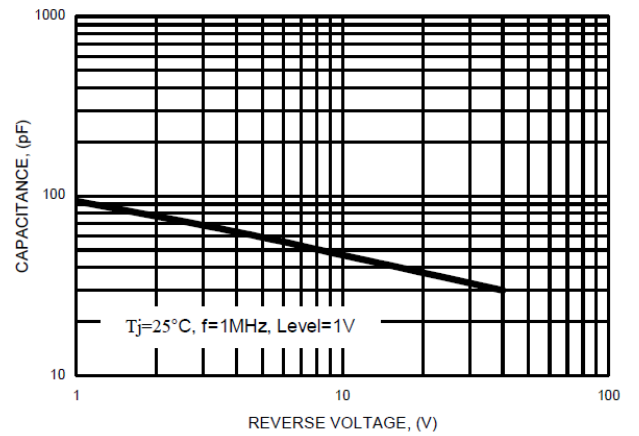 1000
100
10
CAPACITANCE, (pF)
Tj=25°C, f=1MHz, Level=1V
1
10
100
REVERSE VOLTAGE, (V)